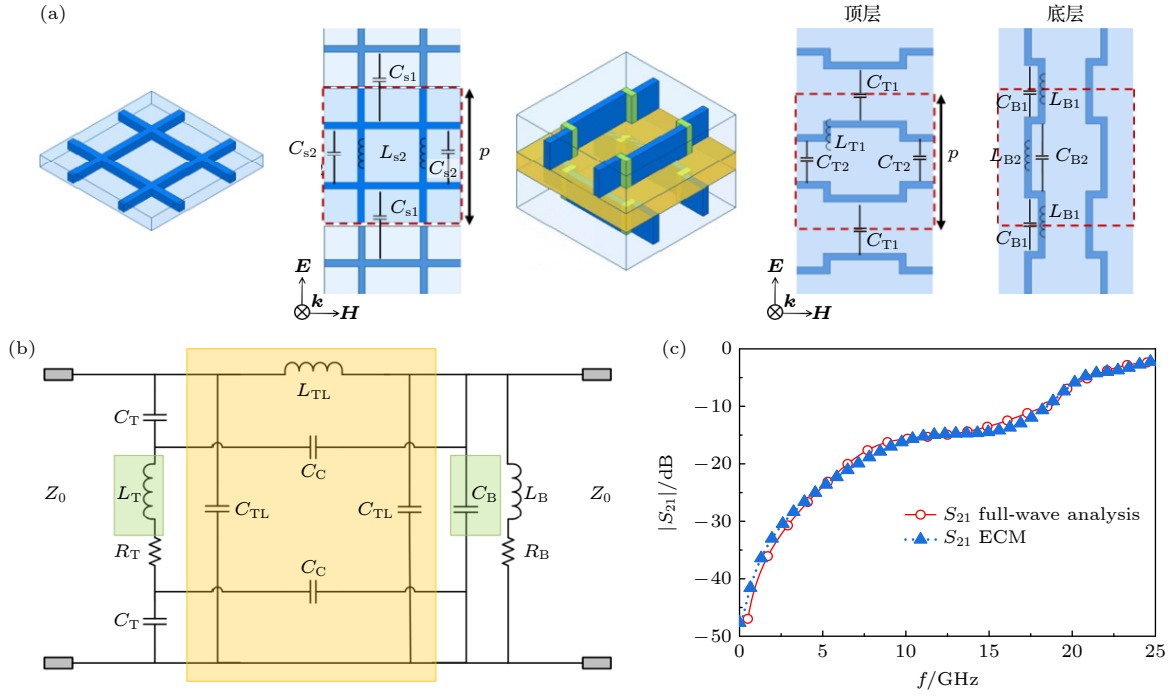 (a)
C_s1
C_s2
L_s2
C_s2
C_s1
p
E
k
H
顶层
C_T1
L_T1
C_T2
C_T2
C_T1
p
E
k
H
底层
C_B1
L_B1
L_B2
C_B2
C_B1
L_B1
(b)
L_TL
C_T
C_C
Z_0
L_T
C_TL
C_TL
C_B
L_B
Z_0
R_T
R_B
C_C
C_T
(c)
0
−10
−20
−30
−40
−50
|S_21|/dB
S_21 full-wave analysis
S_21 ECM
0
5
10
15
20
25
f/GHz